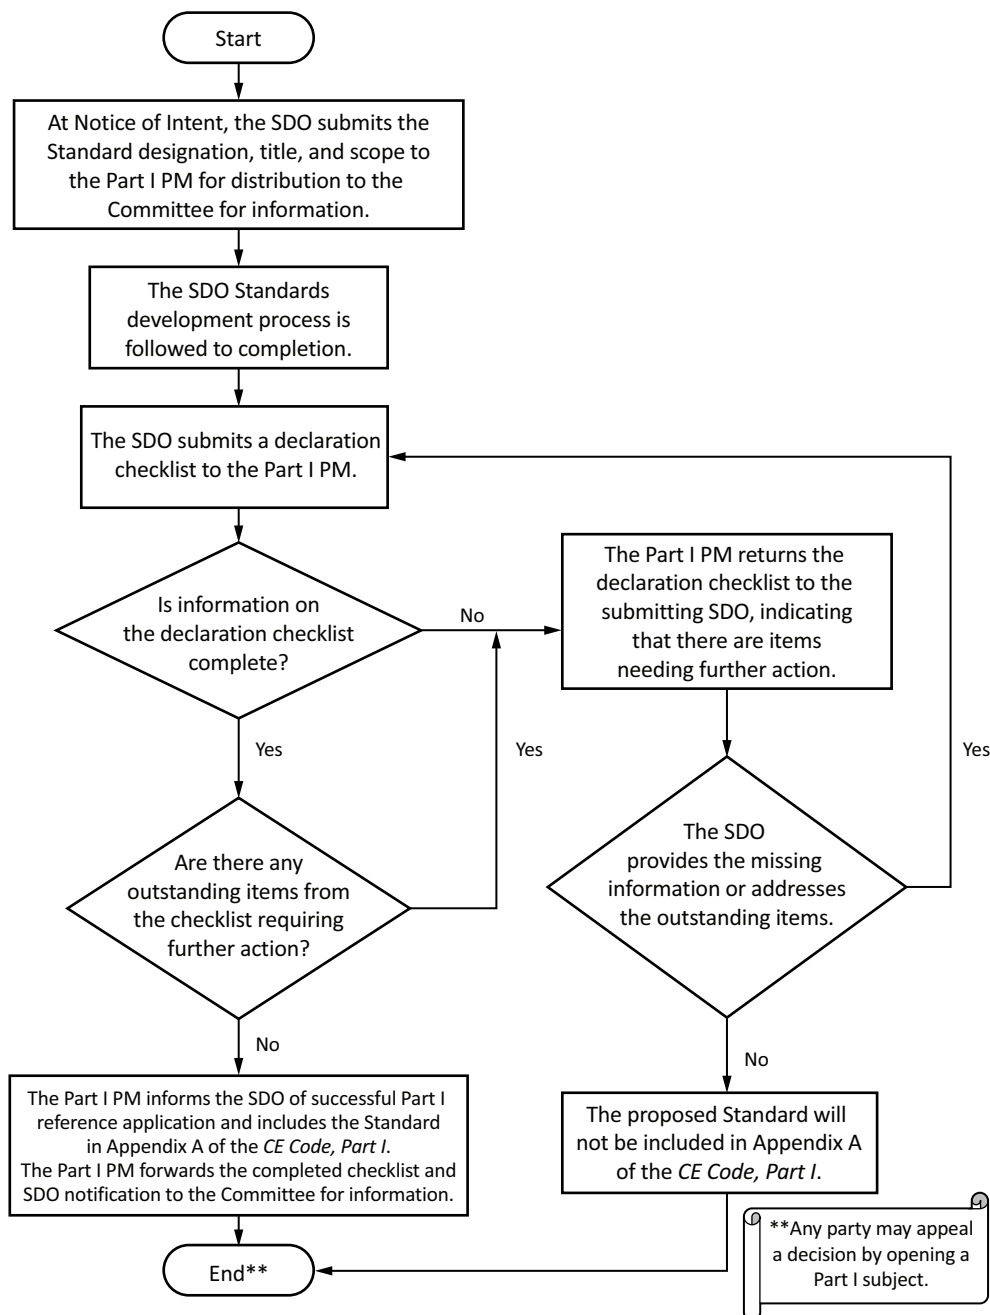 Start
At Notice of Intent, the SDO submits the
Standard designation, title, and scope to
the Part I PM for distribution to the
Committee for information.
The SDO Standards
development process is
followed to completion.
The SDO submits a declaration
checklist to the Part I PM.
Is information on
the declaration checklist
complete?
No
The Part I PM returns the
declaration checklist to the
submitting SDO, indicating
that there are items
needing further action.
Yes
Yes
Yes
Are there any
outstanding items from
the checklist requiring
further action?
The SDO
provides the missing
information or addresses
the outstanding items.
No
No
The Part I PM informs the SDO of successful Part I
reference application and includes the Standard
in Appendix A of the CE Code, Part I.
The Part I PM forwards the completed checklist and
SDO notification to the Committee for information.
The proposed Standard will
not be included in Appendix A
of the CE Code, Part I.
End**
**Any party may appeal
a decision by opening a
Part I subject.